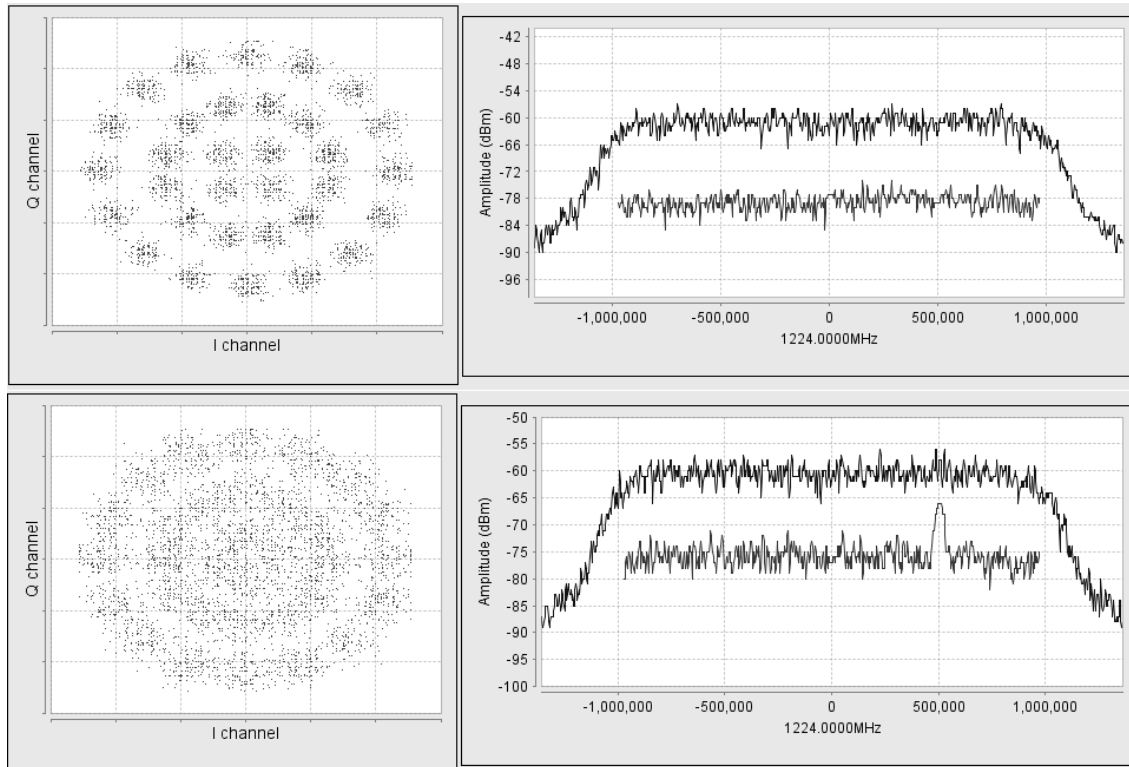 Q channel
I channel
Amplitude (dBm)
-42
-48
-54
-60
-66
-72
-78
-84
-90
-96
-1,000,000 -500,000 0 500,000 1,000,000
1224.0000MHz
Q channel
I channel
Amplitude (dBm)
-50
-55
-60
-65
-70
-75
-80
-85
-90
-95
-100
-1,000,000 -500,000 0 500,000 1,000,000
1224.0000MHz